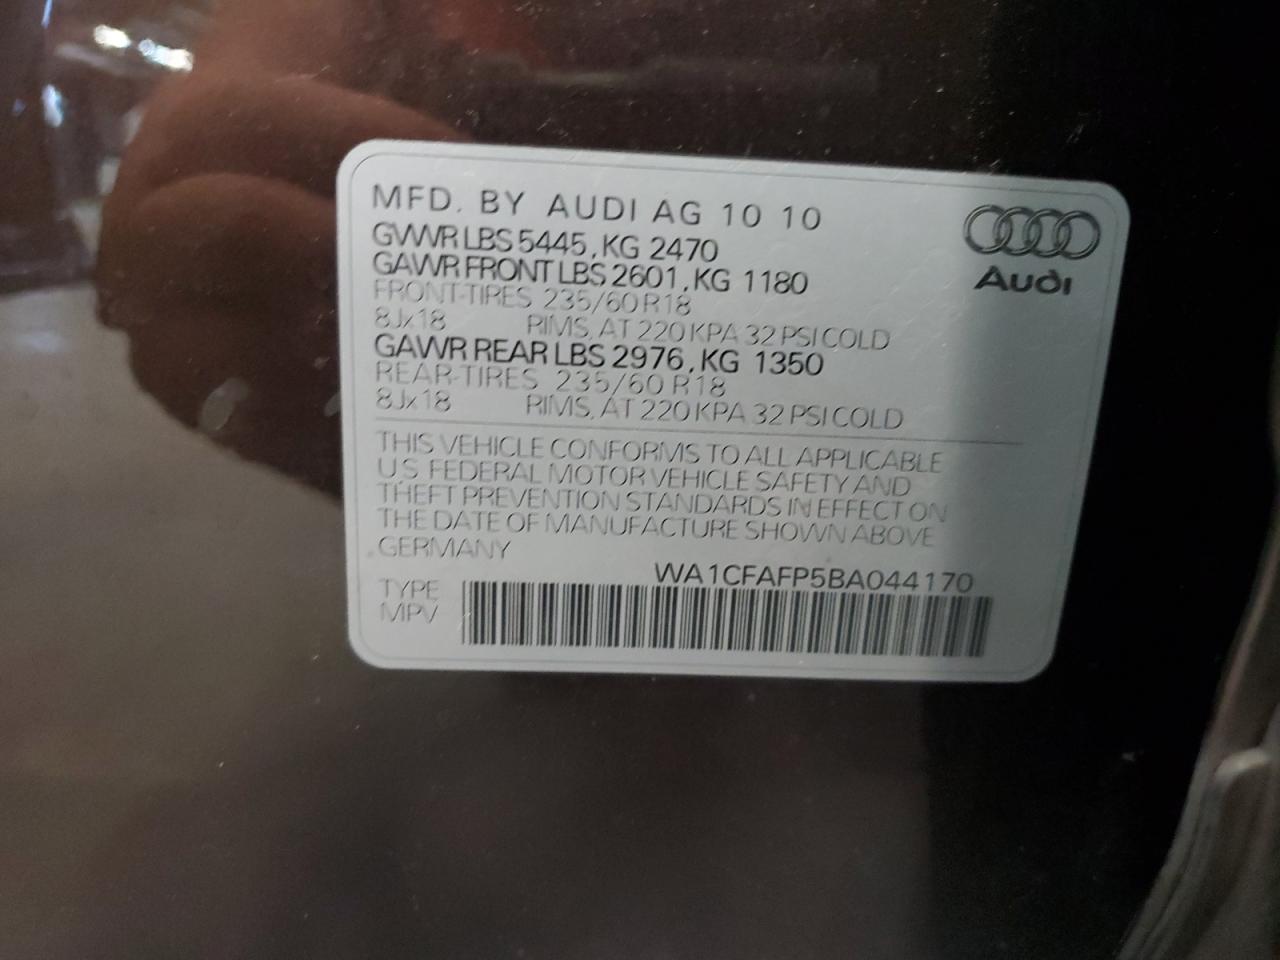 MFD. BY AUDI AG 10 10
GVWR LBS 5445, KG 2470
GAWR FRONT LBS 2601, KG 1180
FRONT-TIRES 235/60 R18
8Jx18 RIMS, AT 220 KPA 32 PSI COLD
GAWR REAR LBS 2976, KG 1350
REAR-TIRES 235/60 R18
8Jx18 RIMS, AT 220 KPA 32 PSI COLD
Audi
THIS VEHICLE CONFORMS TO ALL APPLICABLE
U.S. FEDERAL MOTOR VEHICLE SAFETY AND
THEFT PREVENTION STANDARDS IN EFFECT ON
THE DATE OF MANUFACTURE SHOWN ABOVE
GERMANY
WA1CFAFP5BA044170
TYPE
MPV